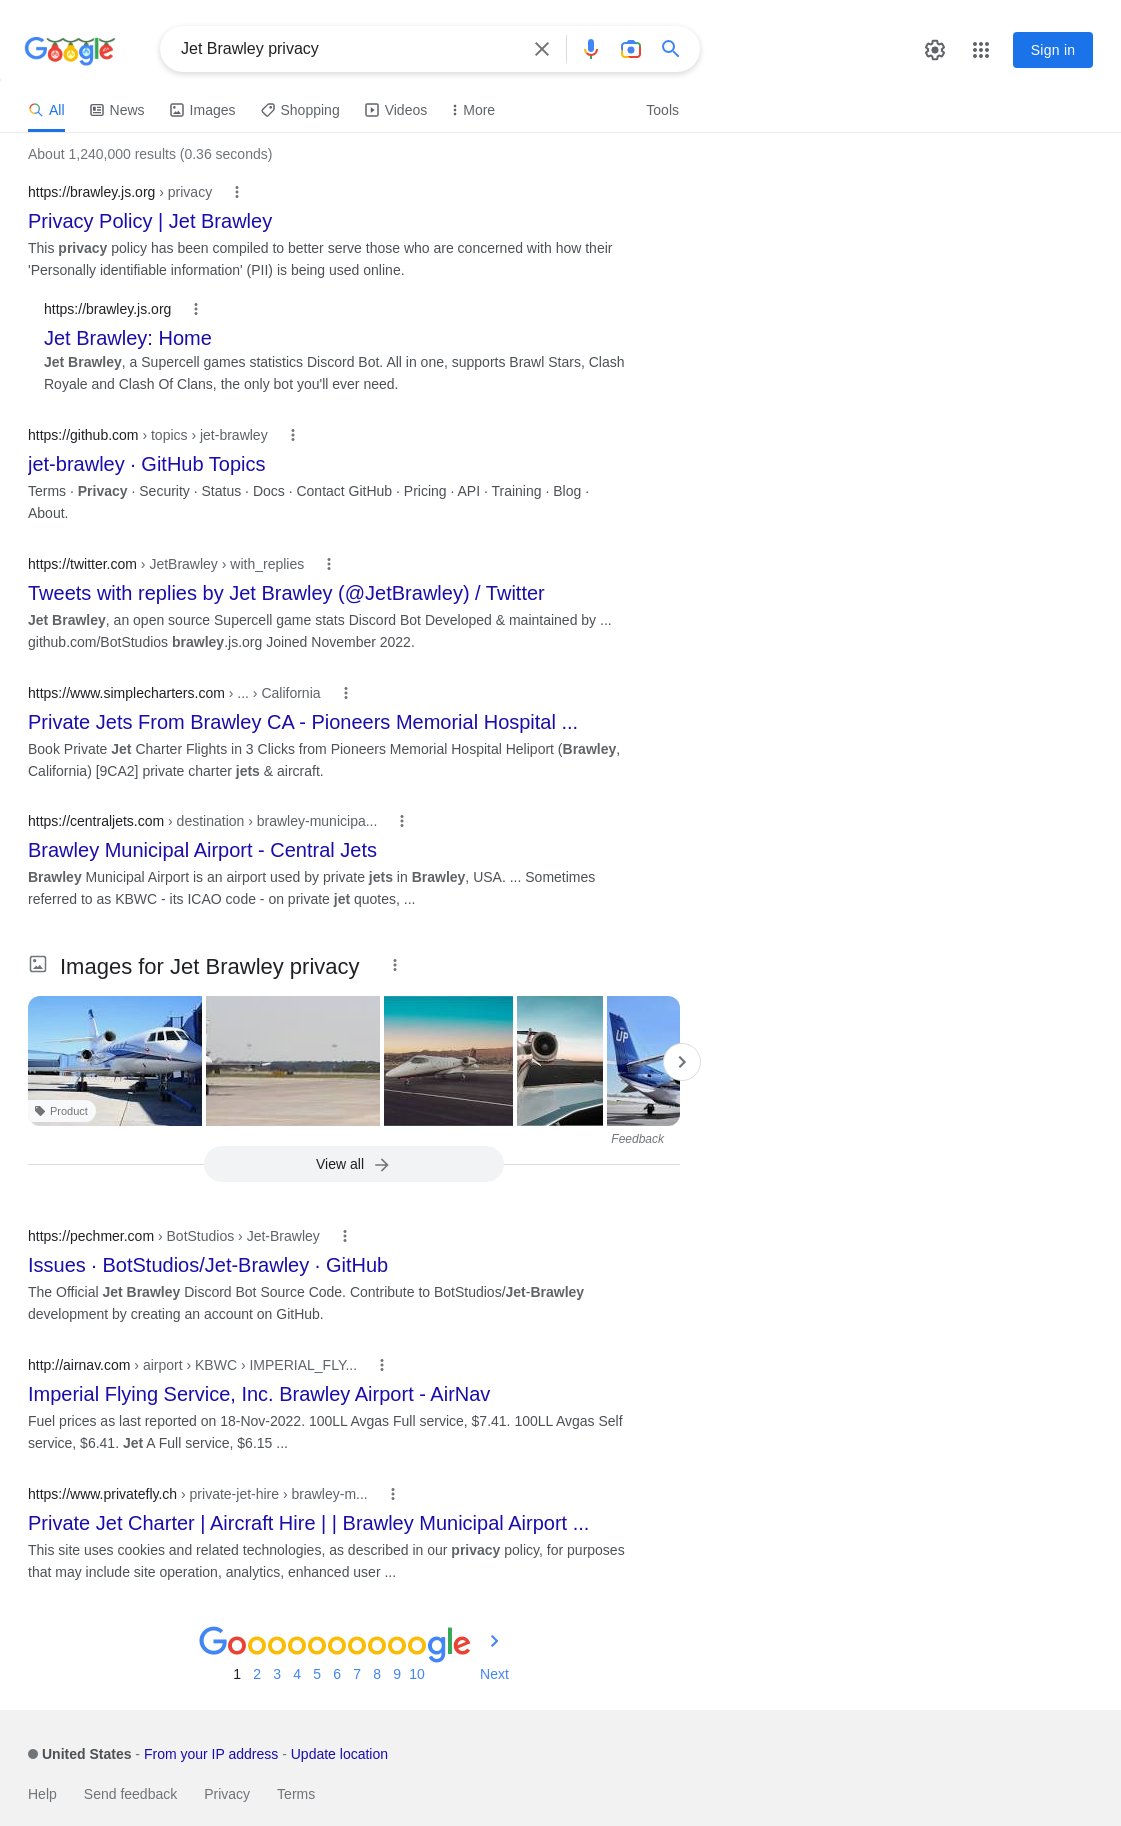 Google
Jet Brawley privacy
Sign in
All
News
Images
Shopping
Videos
More
Tools
About 1,240,000 results (0.36 seconds)
https://brawley.js.org › privacy
Privacy Policy | Jet Brawley
This privacy policy has been compiled to better serve those who are concerned with how their
'Personally identifiable information' (PII) is being used online.
https://brawley.js.org
Jet Brawley: Home
Jet Brawley, a Supercell games statistics Discord Bot. All in one, supports Brawl Stars, Clash
Royale and Clash Of Clans, the only bot you'll ever need.
https://github.com › topics › jet-brawley
jet-brawley · GitHub Topics
Terms · Privacy · Security · Status · Docs · Contact GitHub · Pricing · API · Training · Blog ·
About.
https://twitter.com › JetBrawley › with_replies
Tweets with replies by Jet Brawley (@JetBrawley) / Twitter
Jet Brawley, an open source Supercell game stats Discord Bot Developed & maintained by ...
github.com/BotStudios brawley.js.org Joined November 2022.
https://www.simplecharters.com › ... › California
Private Jets From Brawley CA - Pioneers Memorial Hospital ...
Book Private Jet Charter Flights in 3 Clicks from Pioneers Memorial Hospital Heliport (Brawley,
California) [9CA2] private charter jets & aircraft.
https://centraljets.com › destination › brawley-municipa...
Brawley Municipal Airport - Central Jets
Brawley Municipal Airport is an airport used by private jets in Brawley, USA. ... Sometimes
referred to as KBWC - its ICAO code - on private jet quotes, ...
Images for Jet Brawley privacy
UP
Product
Feedback
View all
https://pechmer.com › BotStudios › Jet-Brawley
Issues · BotStudios/Jet-Brawley · GitHub
The Official Jet Brawley Discord Bot Source Code. Contribute to BotStudios/Jet-Brawley
development by creating an account on GitHub.
http://airnav.com › airport › KBWC › IMPERIAL_FLY...
Imperial Flying Service, Inc. Brawley Airport - AirNav
Fuel prices as last reported on 18-Nov-2022. 100LL Avgas Full service, $7.41. 100LL Avgas Self
service, $6.41. Jet A Full service, $6.15 ...
https://www.privatefly.ch › private-jet-hire › brawley-m...
Private Jet Charter | Aircraft Hire | | Brawley Municipal Airport ...
This site uses cookies and related technologies, as described in our privacy policy, for purposes
that may include site operation, analytics, enhanced user ...
Goooooooooogle
1 2 3 4 5 6 7 8 9 10 Next
United States - From your IP address - Update location
Help Send feedback Privacy Terms